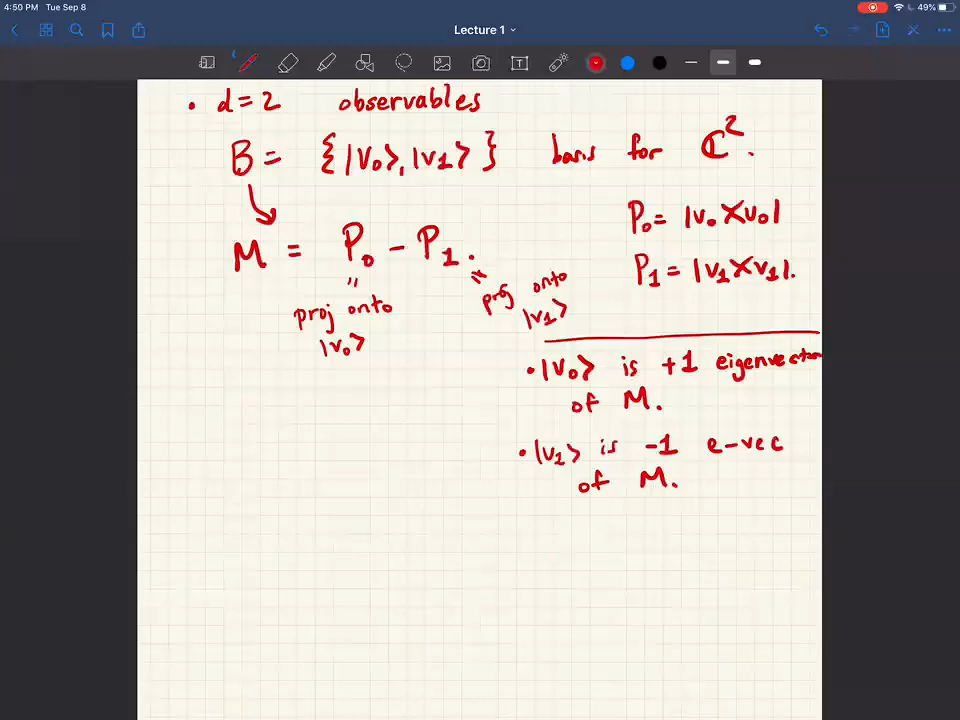 4:50 PM Tue Sep 8
49%
Lecture 1
• d = 2 observables
B = {|v₀⟩, |v₁⟩} basis for ℂ².
M = P₀ − P₁.
P₀ = |v₀⟩⟨v₀|
P₁ = |v₁⟩⟨v₁|.
"
proj onto
|v₀⟩
"
proj onto
|v₁⟩
• |v₀⟩ is +1 eigenvector
of M.
• |v₁⟩ is -1 e-vec
of M.